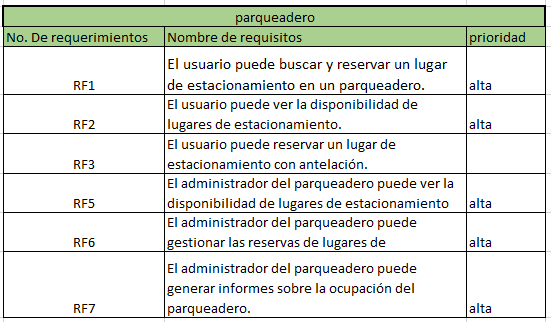 parqueadero
No. De requerimientos Nombre de requisitos prioridad
El usuario puede buscar y reservar un lugar
RF1 de estacionamiento en un parqueadero. alta
El usuario puede ver la disponibilidad de
RF2 lugares de estacionamiento. alta
El usuario puede reservar un lugar de
RF3 estacionamiento con antelación.
El administrador del parqueadero puede ver la
RF5 disponibilidad de lugares de estacionamiento alta
El administrador del parqueadero puede
RF6 gestionar las reservas de lugares de alta
El administrador del parqueadero puede
generar informes sobre la ocupación del
RF7 parqueadero. alta